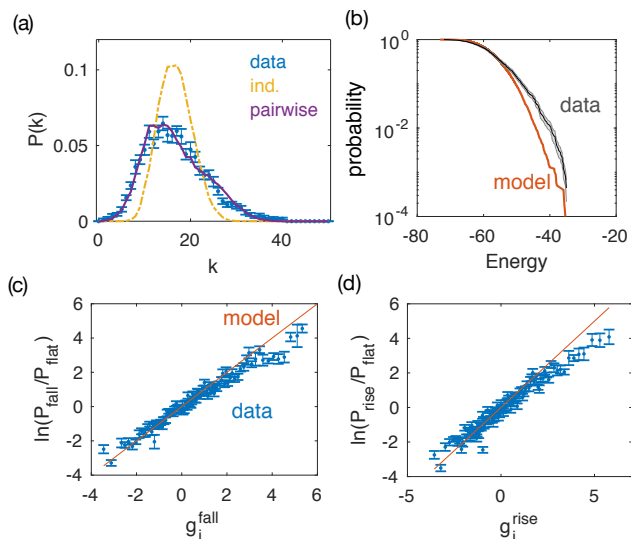 (a)
data
ind.
pairwise
P(k)
0.1
0.05
0
0
20
40
k
(b)
probability
10^0
10^-2
10^-4
data
model
-80
-60
-40
-20
Energy
(c)
ln(P_fall/P_flat)
6
4
2
0
-2
-4
model
data
-4
-2
0
2
4
6
g_i^fall
(d)
ln(P_rise/P_flat)
6
4
2
0
-2
-4
-5
0
5
g_i^rise